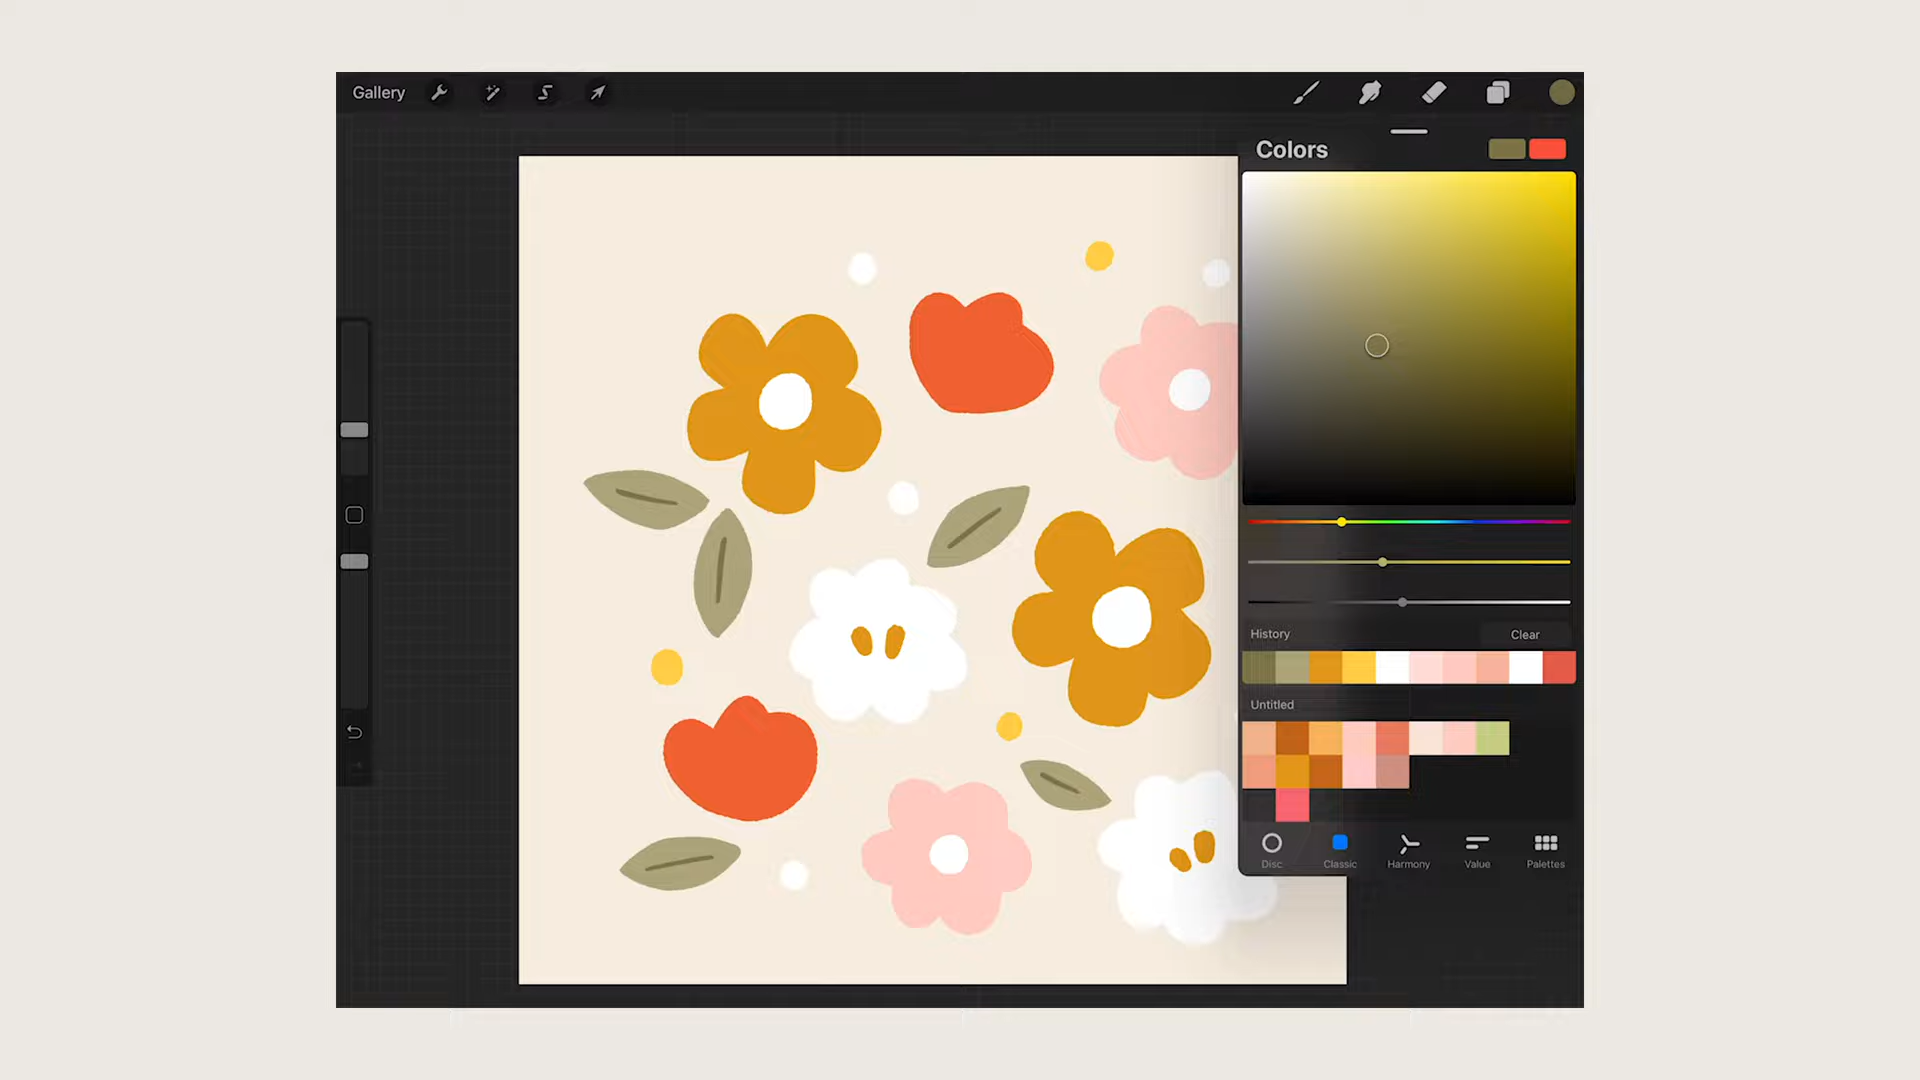 Gallery
Colors
History
Clear
Untitled
Disc
Classic
Harmony
Value
Palettes